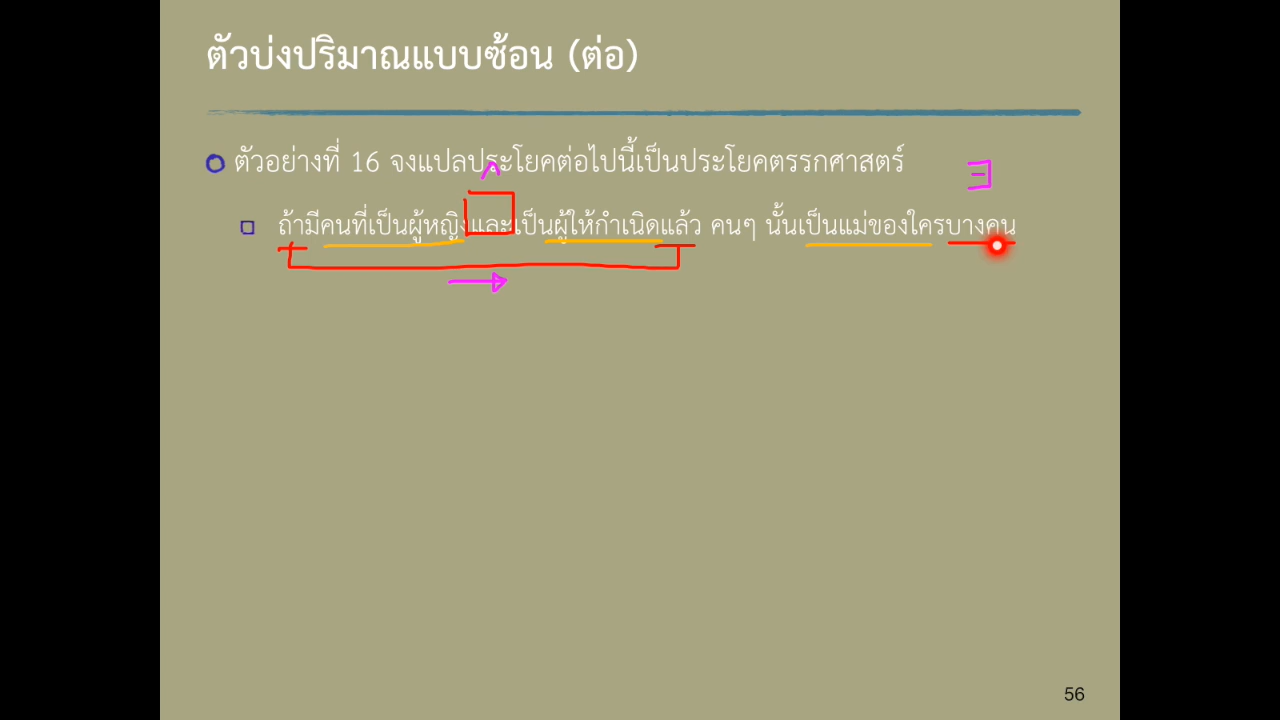 ตัวบ่งปริมาณแบบซ้อน (ต่อ)
ตัวอย่างที่ 16 จงแปลประโยคต่อไปนี้เป็นประโยคตรรกศาสตร์
∧ ∃
ถ้ามีคนที่เป็นผู้หญิงและเป็นผู้ให้กำเนิดแล้ว คนๆ นั้นเป็นแม่ของใครบางคน
→
56